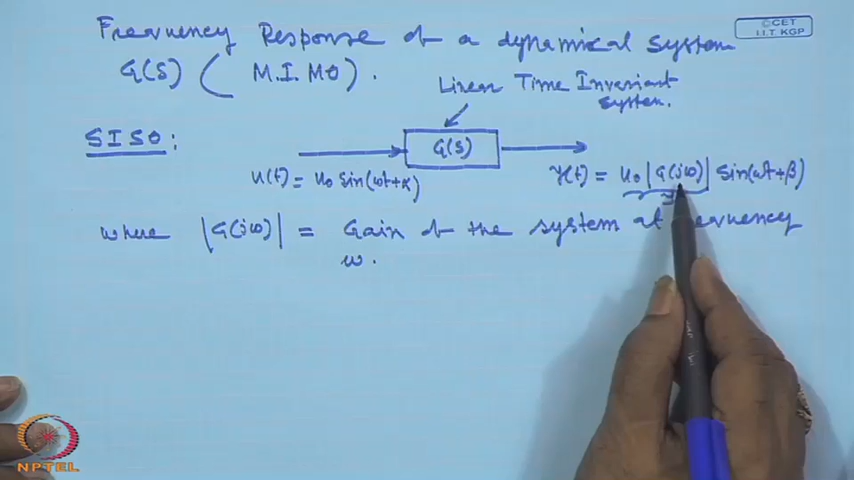 Frequency Response of a dynamical system
©CET
I.I.T. KGP
G(s) ( M.I.MO).
Linear Time Invariant
system.
SISO:
G(s)
u(t) = u₀ sin(ωt+α)
y(t) = u₀ |G(jω)| sin(ωt+β)
where |G(jω)| = Gain of the system at frequency
ω.
NPTEL